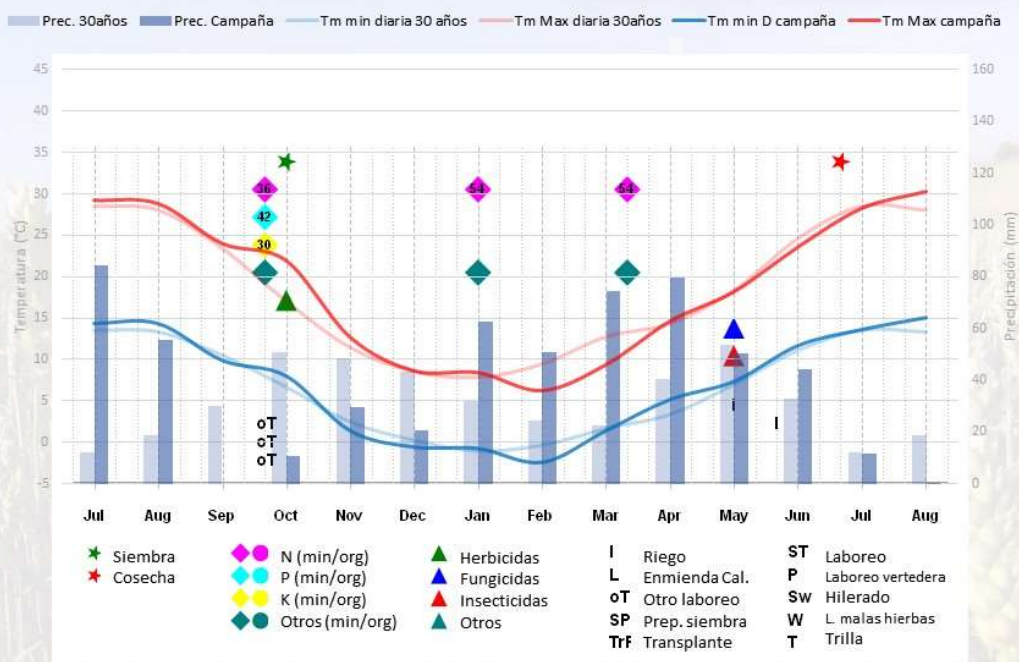 Prec. 30años Prec. Campaña Tm min diaria 30 años Tm Max diaria 30años Tm min D campaña Tm Max campaña
45 160
40 140
35 120
30 100
25 80
20 60
15 40
10 20
5 0
0
-5
Temperatura (°C)
Precipitación (mm)
36 54 54
42
30
oT
oT
oT
i
I
Jul Aug Sep Oct Nov Dec Jan Feb Mar Apr May Jun Jul Aug
Siembra N (min/org) Herbicidas I Riego ST Laboreo
Cosecha P (min/org) Fungicidas L Enmienda Cal. P Laboreo vertedera
K (min/org) Insecticidas oT Otro laboreo Sw Hilerado
Otros (min/org) Otros SP Prep. siembra W L. malas hierbas
TrP Transplante T Trilla